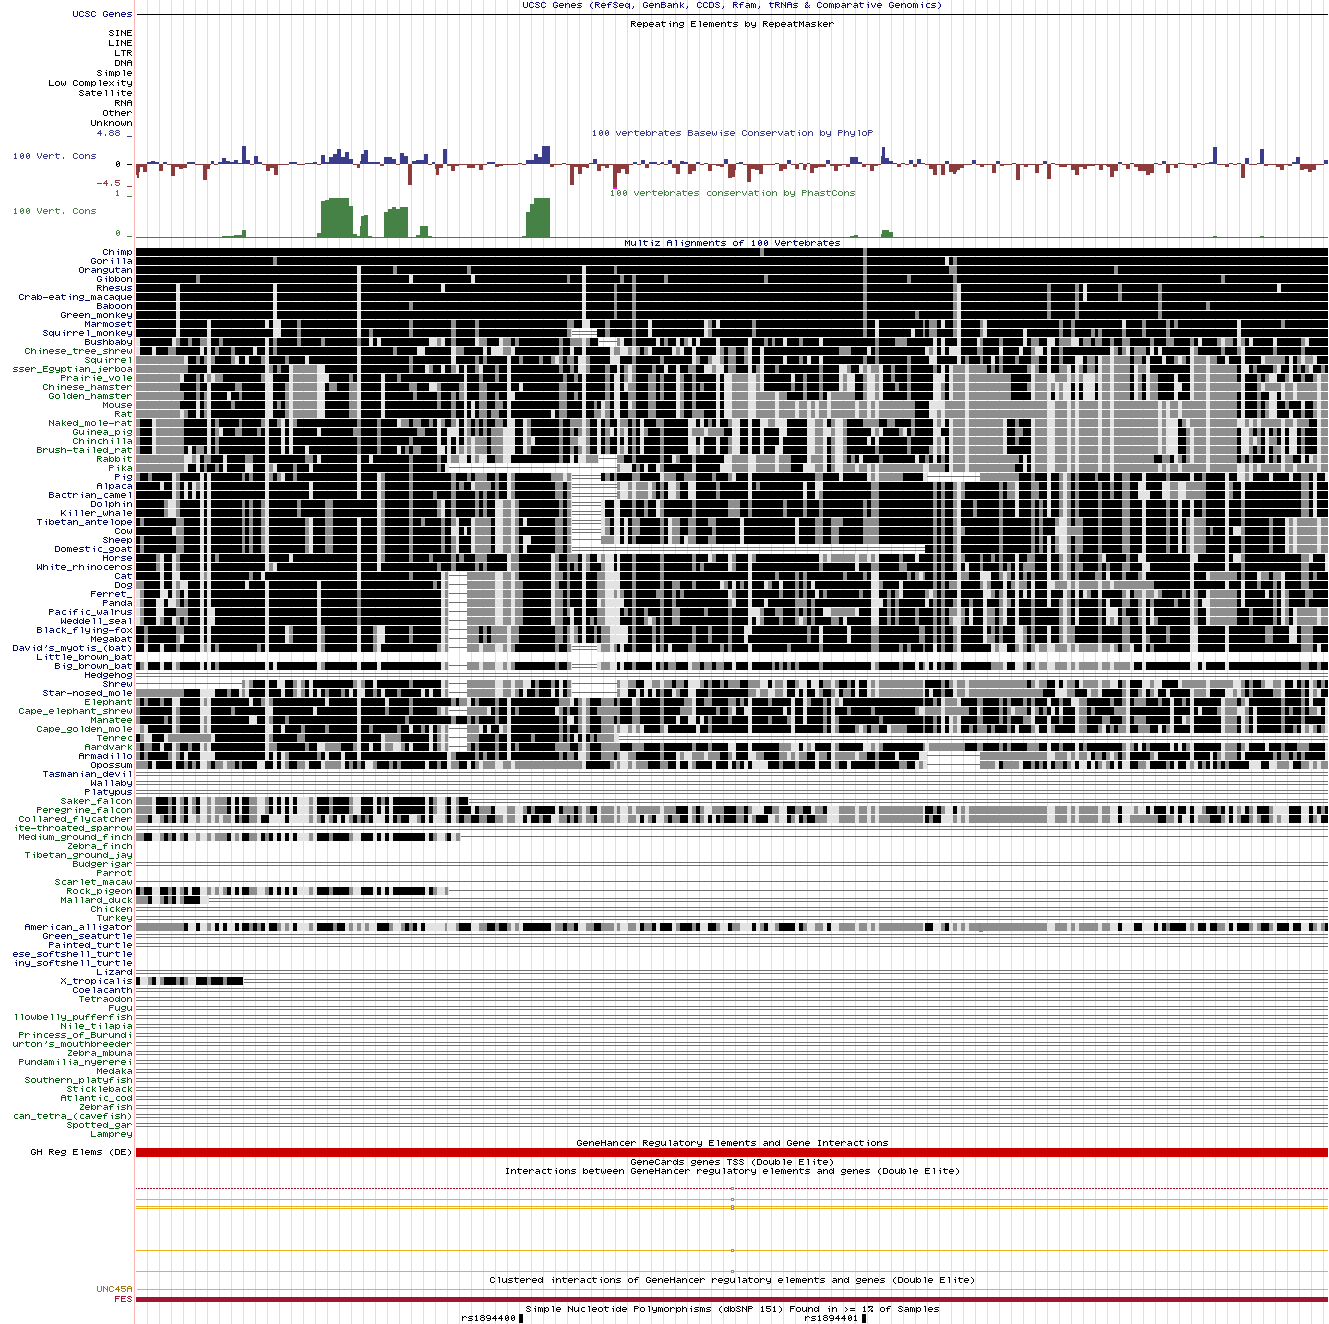 UCSC Genes (RefSeq, GenBank, CCDS, Rfam, tRNAs & Comparative Genomics)
UCSC Genes
Repeating Elements by RepeatMasker
SINE
LINE
LTR
DNA
Simple
Low Complexity
Satellite
RNA
Other
Unknown
4.88 _
100 vertebrates Basewise Conservation by PhyloP
100 Vert. Cons
0 _
-4.5 _
1 _
100 vertebrates conservation by PhastCons
100 Vert. Cons
0 _
Multiz Alignments of 100 Vertebrates
Chimp
Gorilla
Orangutan
Gibbon
Rhesus
Crab-eating_macaque
Baboon
Green_monkey
Marmoset
Squirrel_monkey
Bushbaby
Chinese_tree_shrew
Squirrel
sser_Egyptian_jerboa
Prairie_vole
Chinese_hamster
Golden_hamster
Mouse
Rat
Naked_mole-rat
Guinea_pig
Chinchilla
Brush-tailed_rat
Rabbit
Pika
Pig
Alpaca
Bactrian_camel
Dolphin
Killer_whale
Tibetan_antelope
Cow
Sheep
Domestic_goat
Horse
White_rhinoceros
Cat
Dog
Ferret_
Panda
Pacific_walrus
Weddell_seal
Black_flying-fox
Megabat
David's_myotis_(bat)
Little_brown_bat
Big_brown_bat
Hedgehog
Shrew
Star-nosed_mole
Elephant
Cape_elephant_shrew
Manatee
Cape_golden_mole
Tenrec
Aardvark
Armadillo
Opossum
Tasmanian_devil
Wallaby
Platypus
Saker_falcon
Peregrine_falcon
Collared_flycatcher
ite-throated_sparrow
Medium_ground_finch
Zebra_finch
Tibetan_ground_jay
Budgerigar
Parrot
Scarlet_macaw
Rock_pigeon
Mallard_duck
Chicken
Turkey
American_alligator
Green_seaturtle
Painted_turtle
ese_softshell_turtle
iny_softshell_turtle
Lizard
X_tropicalis
Coelacanth
Tetraodon
Fugu
llowbelly_pufferfish
Nile_tilapia
Princess_of_Burundi
urton's_mouthbreeder
Zebra_mbuna
Pundamilia_nyererei
Medaka
Southern_platyfish
Stickleback
Atlantic_cod
Zebrafish
can_tetra_(cavefish)
Spotted_gar
Lamprey
GeneHancer Regulatory Elements and Gene Interactions
GH Reg Elems (DE)
GeneCards genes TSS (Double Elite)
Interactions between GeneHancer regulatory elements and genes (Double Elite)
Clustered interactions of GeneHancer regulatory elements and genes (Double Elite)
UNC45A
FES
Simple Nucleotide Polymorphisms (dbSNP 151) Found in >= 1% of Samples
rs1894400
rs1894401